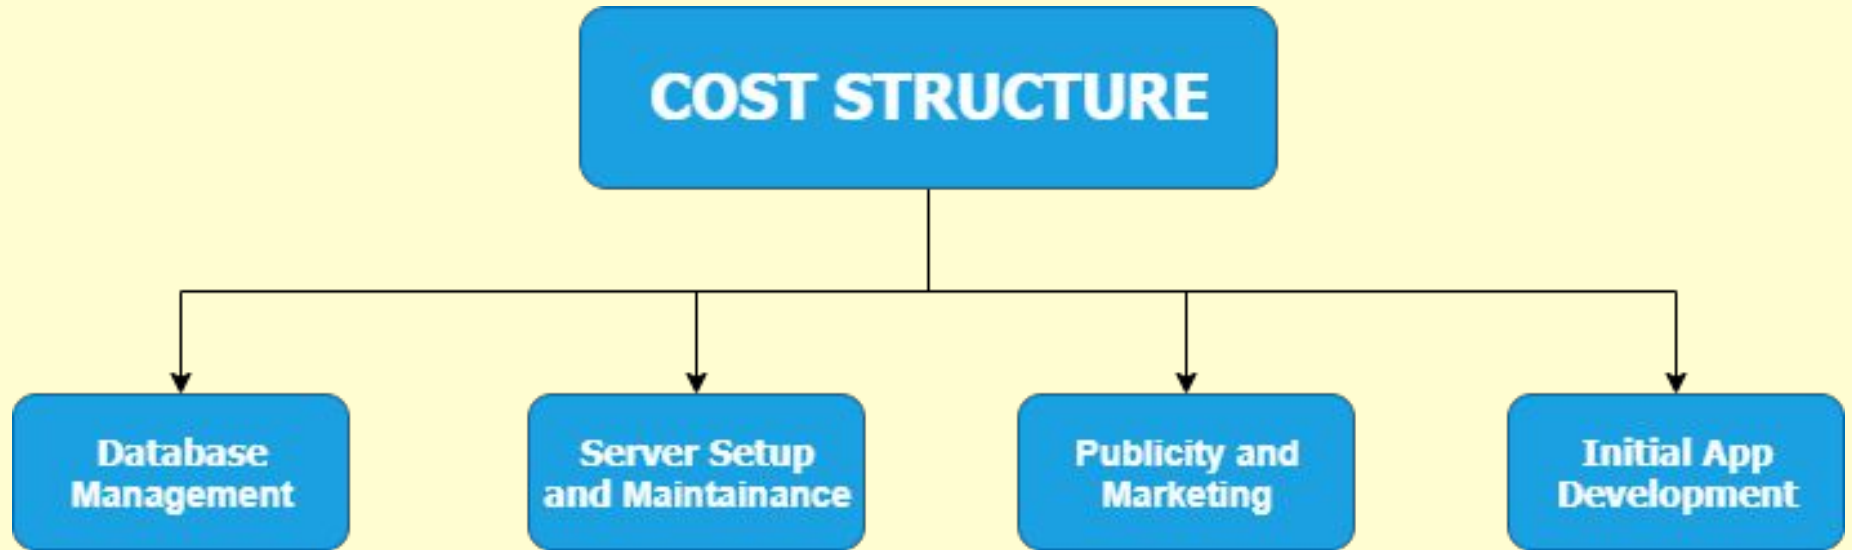 COST STRUCTURE
Database
Management
Server Setup
and Maintainance
Publicity and
Marketing
Initial App
Development